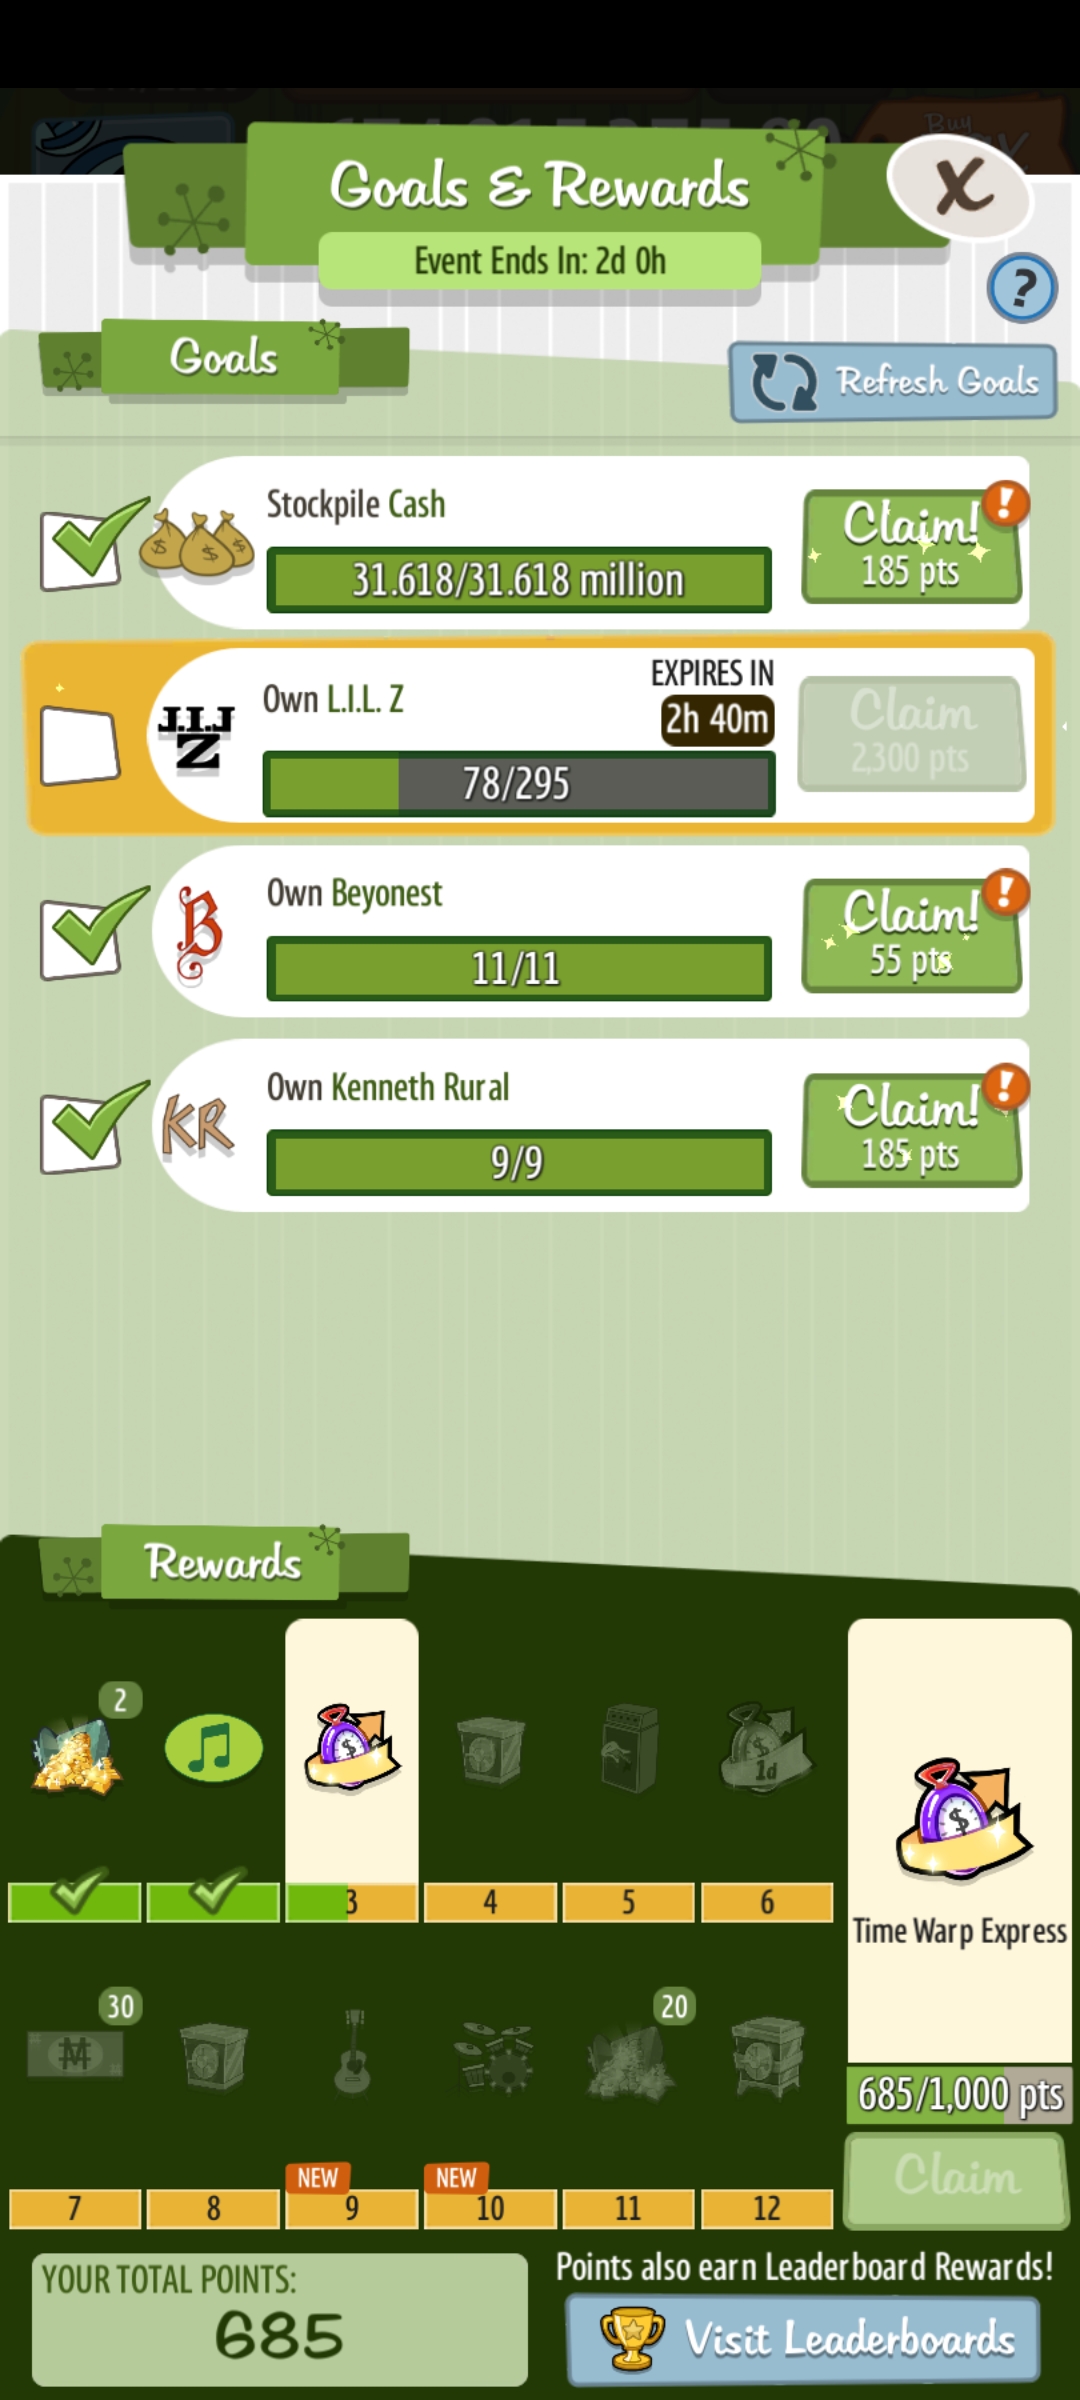 Buy
Goals & Rewards
X
Event Ends In: 2d 0h
?
Goals
Refresh Goals
Stockpile Cash
31.618/31.618 million
Claim!
185 pts
!
L.I.L
Z
Own L.I.L. Z
EXPIRES IN
2h 40m
78/295
Claim
2,300 pts
B
Own Beyonest
11/11
Claim!
55 pts
!
KR
Own Kenneth Rural
9/9
Claim!
185 pts
!
Rewards
2
$
1d
3
4
5
6
Time Warp Express
30
20
685/1,000 pts
Claim
NEW
NEW
7
8
9
10
11
12
YOUR TOTAL POINTS:
685
Points also earn Leaderboard Rewards!
Visit Leaderboards